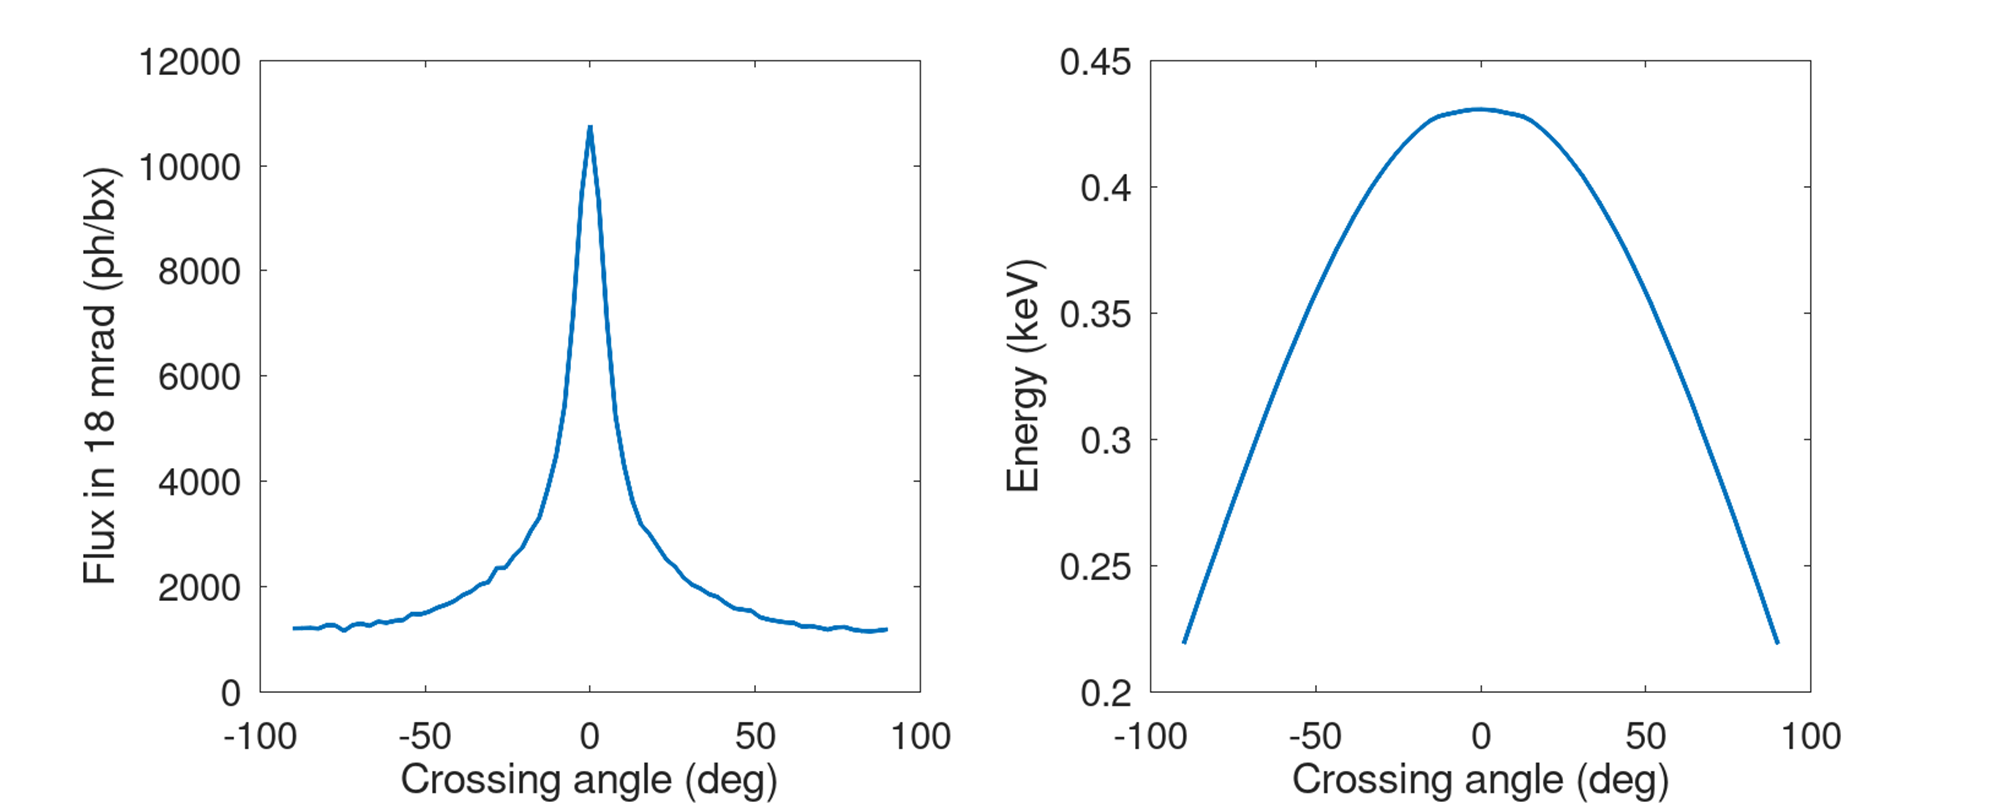 Flux in 18 mrad (ph/bx)
12000
10000
8000
6000
4000
2000
0
-100 -50 0 50 100
Crossing angle (deg)
Energy (keV)
0.45
0.4
0.35
0.3
0.25
0.2
-100 -50 0 50 100
Crossing angle (deg)